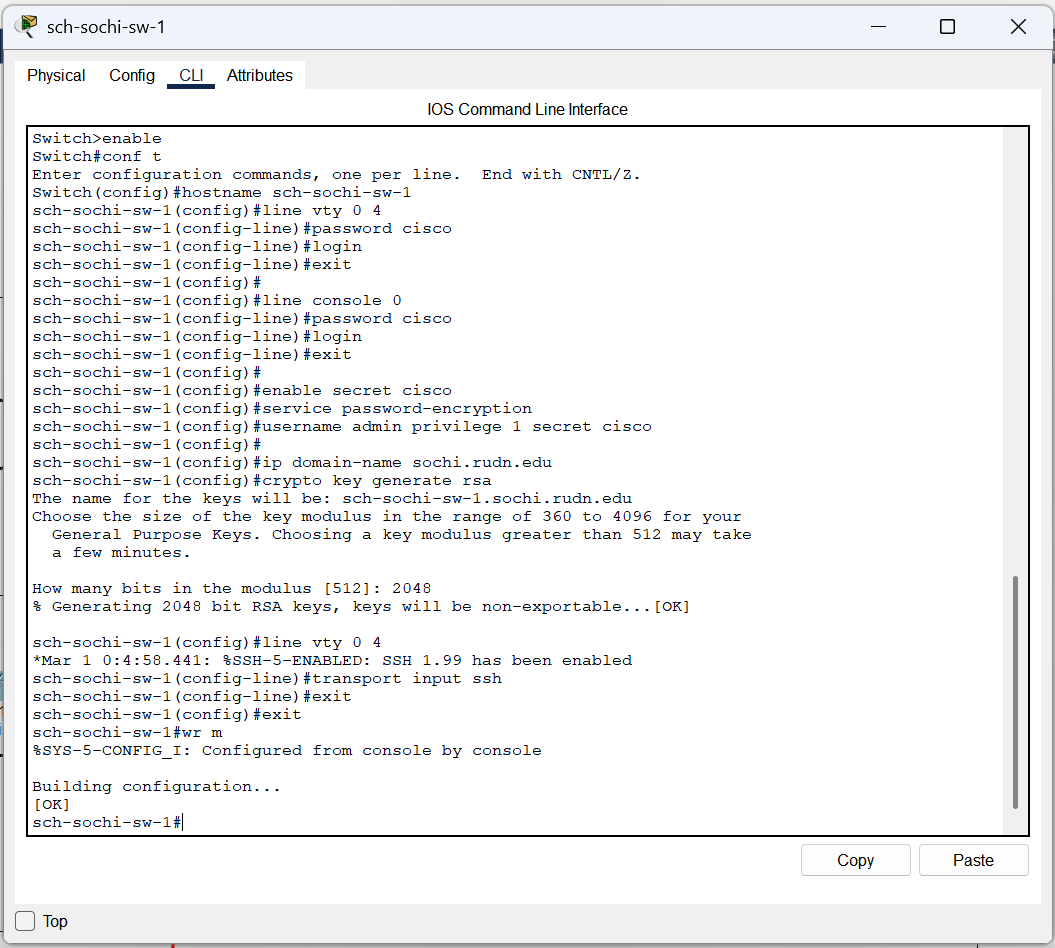 sch-sochi-sw-1
Physical Config CLI Attributes
IOS Command Line Interface
Switch>enable
Switch#conf t
Enter configuration commands, one per line.  End with CNTL/Z.
Switch(config)#hostname sch-sochi-sw-1
sch-sochi-sw-1(config)#line vty 0 4
sch-sochi-sw-1(config-line)#password cisco
sch-sochi-sw-1(config-line)#login
sch-sochi-sw-1(config-line)#exit
sch-sochi-sw-1(config)#
sch-sochi-sw-1(config)#line console 0
sch-sochi-sw-1(config-line)#password cisco
sch-sochi-sw-1(config-line)#login
sch-sochi-sw-1(config-line)#exit
sch-sochi-sw-1(config)#
sch-sochi-sw-1(config)#enable secret cisco
sch-sochi-sw-1(config)#service password-encryption
sch-sochi-sw-1(config)#username admin privilege 1 secret cisco
sch-sochi-sw-1(config)#
sch-sochi-sw-1(config)#ip domain-name sochi.rudn.edu
sch-sochi-sw-1(config)#crypto key generate rsa
The name for the keys will be: sch-sochi-sw-1.sochi.rudn.edu
Choose the size of the key modulus in the range of 360 to 4096 for your
  General Purpose Keys. Choosing a key modulus greater than 512 may take
  a few minutes.

How many bits in the modulus [512]: 2048
% Generating 2048 bit RSA keys, keys will be non-exportable...[OK]

sch-sochi-sw-1(config)#line vty 0 4
*Mar 1 0:4:58.441: %SSH-5-ENABLED: SSH 1.99 has been enabled
sch-sochi-sw-1(config-line)#transport input ssh
sch-sochi-sw-1(config-line)#exit
sch-sochi-sw-1(config)#exit
sch-sochi-sw-1#wr m
%SYS-5-CONFIG_I: Configured from console by console

Building configuration...
[OK]
sch-sochi-sw-1#
Copy Paste
Top